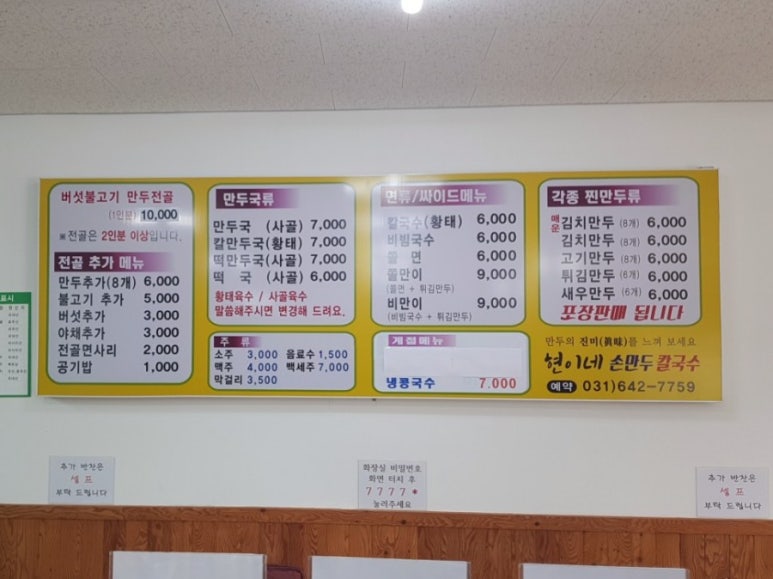 버섯불고기 만두전골
(1인분) 10,000
※전골은 2인분 이상입니다.
전골 추가 메뉴
만두추가(8개) 6,000
불고기 추가 5,000
버섯추가 3,000
야채추가 3,000
전골면사리 2,000
공기밥 1,000
만두국류
만두국 (사골) 7,000
칼만두국(황태) 7,000
떡만두국 (사골) 7,000
떡 국 (사골) 6,000
황태육수 / 사골육수
말씀해주시면 변경해 드려요.
주 류
소주 3,000 음료수 1,500
맥주 4,000 백세주 7,000
막걸리 3,500
면류/싸이드메뉴
칼국수(황태) 6,000
비빔국수 6,000
쫄 면 6,000
쫄만이 9,000
(쫄면 + 튀김만두)
비만이 9,000
(비빔국수 + 튀김만두)
계절메뉴
냉콩국수 7.000
각종 찐만두류
매운 김치만두 (8개) 6,000
김치만두 (8개) 6,000
고기만두 (8개) 6,000
튀김만두 (6개) 6,000
새우만두 (6개) 6,000
포장판매 됩니다
만두의 진미(眞味)를 느껴 보세요
현이네 손만두 칼국수
예약 031)642-7759
표시
추가 반찬은
셀 프
부탁 드립니다
화장실 비밀번호
화면 터치 후
7777*
눌러주세요
추가 반찬은
셀 프
부탁 드립니다